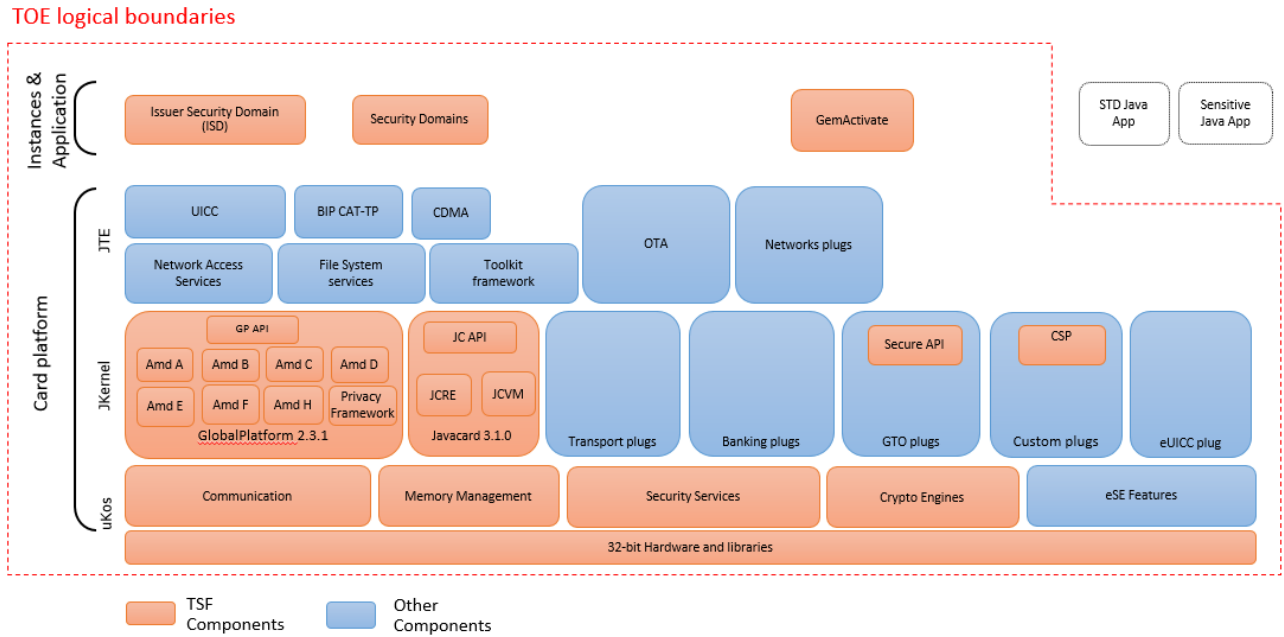 TOE logical boundaries
Instances &
Application
Issuer Security Domain
(ISD)
Security Domains
GemActivate
STD Java
App
Sensitive
Java App
Card platform
JTE
UICC
BIP CAT-TP
CDMA
OTA
Networks plugs
Network Access
Services
File System
services
Toolkit
framework
JKernel
GP API
Amd A
Amd B
Amd C
Amd D
Amd E
Amd F
Amd H
Privacy
Framework
GlobalPlatform 2.3.1
JC API
JCRE
JCVM
Javacard 3.1.0
Transport plugs
Banking plugs
Secure API
GTO plugs
CSP
Custom plugs
eUICC plug
uKos
Communication
Memory Management
Security Services
Crypto Engines
eSE Features
32-bit Hardware and libraries
TSF
Components
Other
Components